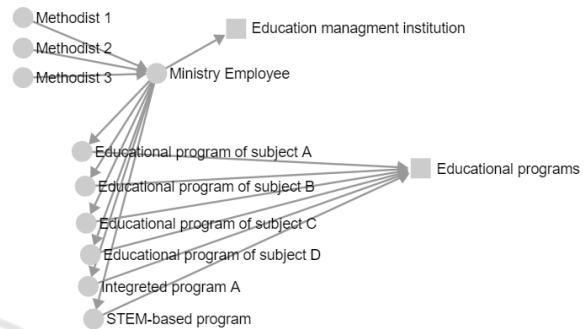 Methodist 1
Education managment institution
Methodist 2
Methodist 3
Ministry Employee
Educational program of subject A
Educational programs
Educational program of subject B
Educational program of subject C
Educational program of subject D
Integreted program A
STEM-based program